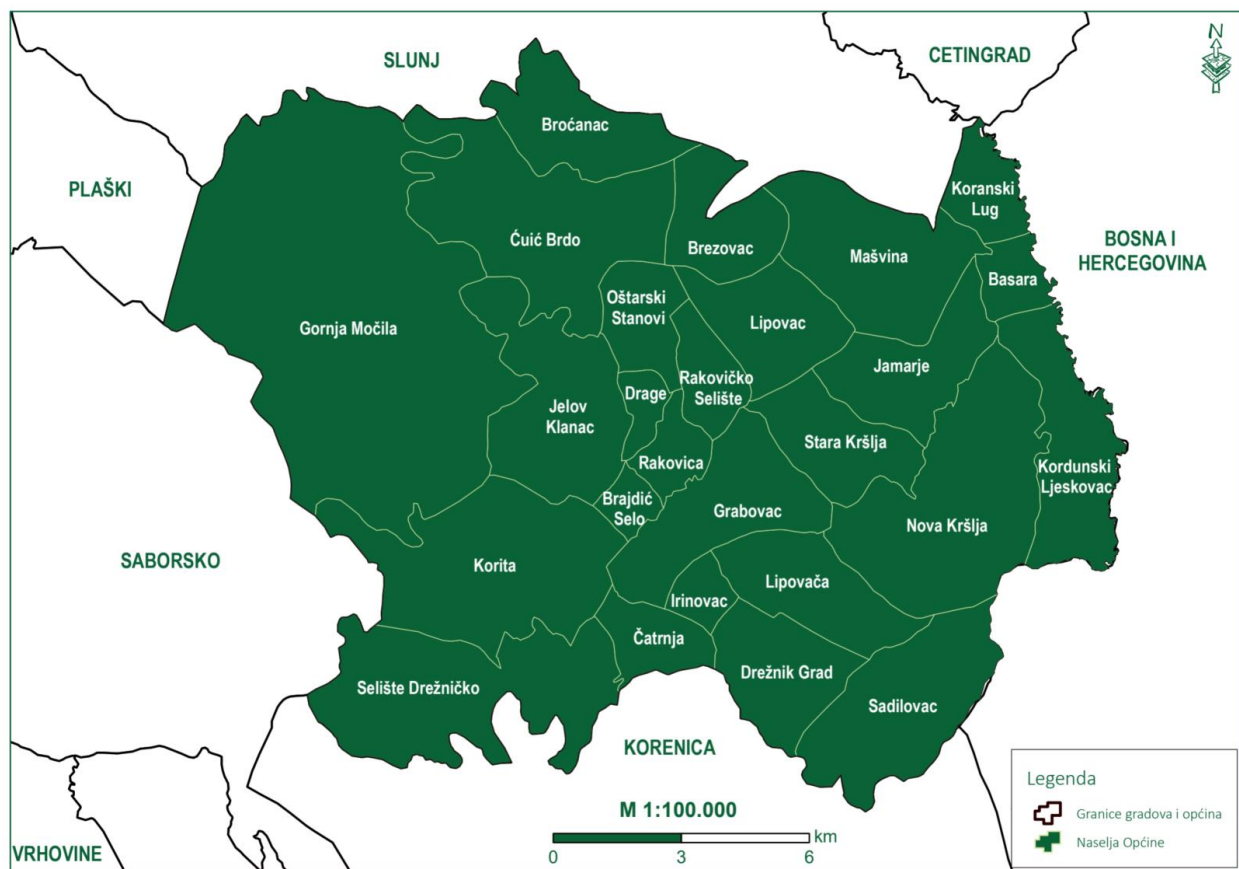 SLUNJ
CETINGRAD
N
Broćanac
PLAŠKI
Koranski
Lug
BOSNA I
HERCEGOVINA
Ćuić Brdo
Brezovac
Mašvina
Basara
Oštarski
Stanovi
Gornja Močila
Lipovac
Jamarje
Rakovičko
Selište
Drage
Jelov
Klanac
Stara Kršlja
Rakovica
Kordunski
Ljeskovac
Brajdić
Selo
Grabovac
Nova Kršlja
SABORSKO
Korita
Lipovača
Irinovac
Čatrnja
Drežnik Grad
Selište Drežničko
Sadilovac
KORENICA
VRHOVINE
M 1:100.000
km
0 3 6
Legenda
Granice gradova i općina
Naselja Općine